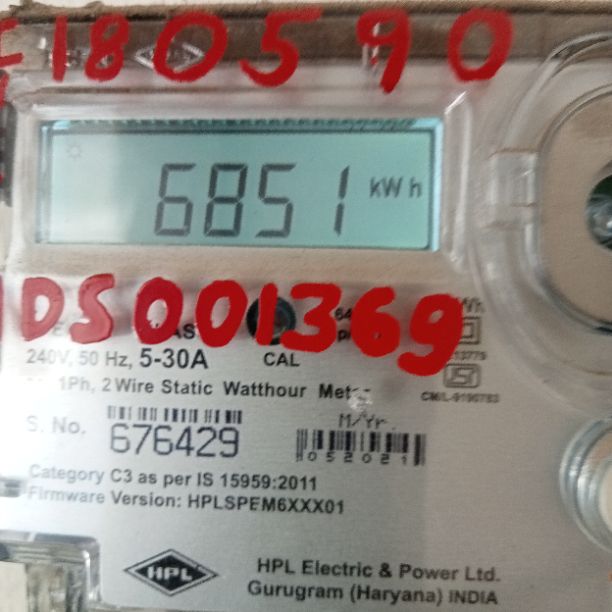 180590
6851 kWh
DS001369
240V, 50 Hz, 5-30A
CAL
1Ph, 2 Wire Static Watthour
M/Yr.
S. No. 676429
052021
Category C3 as per IS 15959:2011
Firmware Version: HPLSPEM6XXX01
HPL
HPL Electric & Power Ltd.
Gurugram (Haryana) INDIA